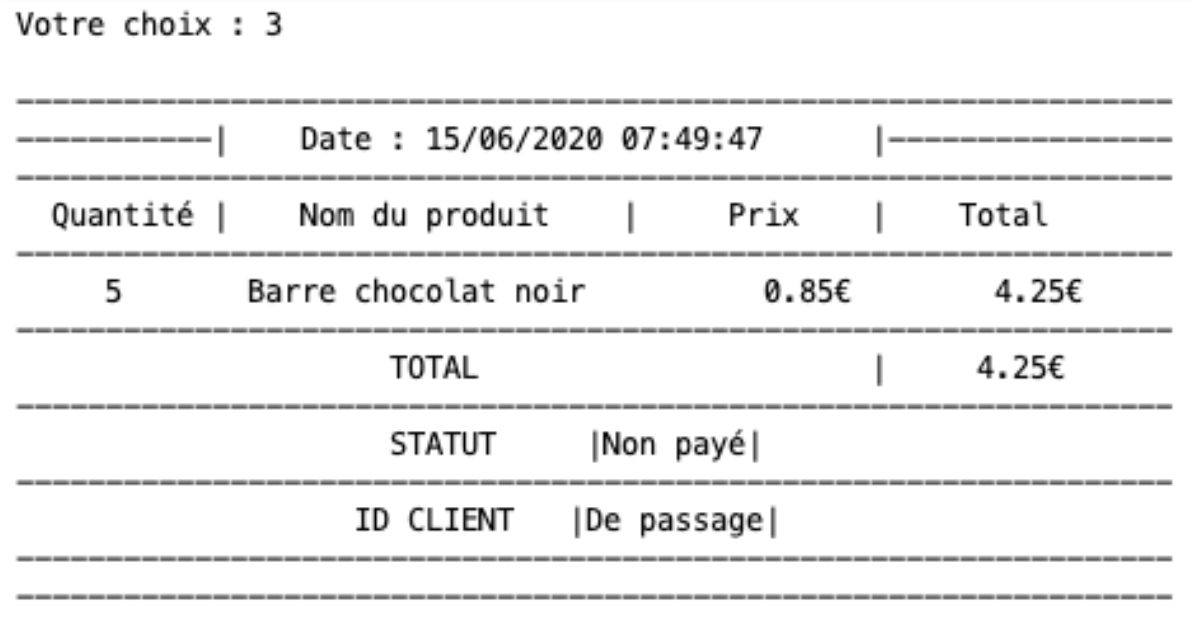 Votre choix : 3
-----------------------------------------------------------------
-----------|    Date : 15/06/2020 07:49:47      |----------------
-----------------------------------------------------------------
  Quantité |    Nom du produit    |     Prix    |    Total
-----------------------------------------------------------------
     5       Barre chocolat noir          0.85€        4.25€
-----------------------------------------------------------------
                     TOTAL                      |     4.25€
-----------------------------------------------------------------
                     STATUT     |Non payé|
-----------------------------------------------------------------
                   ID CLIENT   |De passage|
-----------------------------------------------------------------
-----------------------------------------------------------------